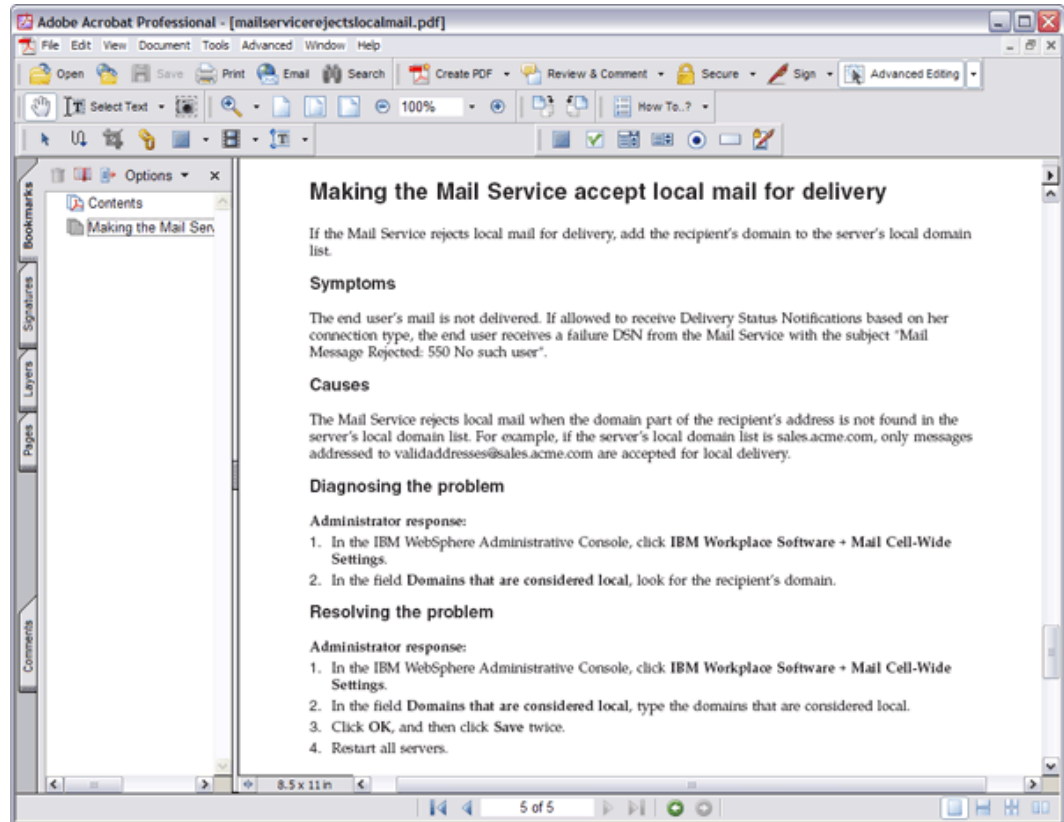 Adobe Acrobat Professional - [mailservicerejectslocalmail.pdf]
File Edit View Document Tools Advanced Window Help
Open Save Print Email Search Create PDF Review & Comment Secure Sign Advanced Editing
Select Text 100% How To..?
Options
Bookmarks
Signatures
Layers
Pages
Comments
Contents
Making the Mail Serv
Making the Mail Service accept local mail for delivery
If the Mail Service rejects local mail for delivery, add the recipient's domain to the server's local domain
list.
Symptoms
The end user's mail is not delivered. If allowed to receive Delivery Status Notifications based on her
connection type, the end user receives a failure DSN from the Mail Service with the subject "Mail
Message Rejected: 550 No such user".
Causes
The Mail Service rejects local mail when the domain part of the recipient's address is not found in the
server's local domain list. For example, if the server's local domain list is sales.acme.com, only messages
addressed to validaddresses@sales.acme.com are accepted for local delivery.
Diagnosing the problem
Administrator response:
1. In the IBM WebSphere Administrative Console, click IBM Workplace Software + Mail Cell-Wide
Settings.
2. In the field Domains that are considered local, look for the recipient's domain.
Resolving the problem
Administrator response:
1. In the IBM WebSphere Administrative Console, click IBM Workplace Software + Mail Cell-Wide
Settings.
2. In the field Domains that are considered local, type the domains that are considered local.
3. Click OK, and then click Save twice.
4. Restart all servers.
8.5 x 11 in
5 of 5